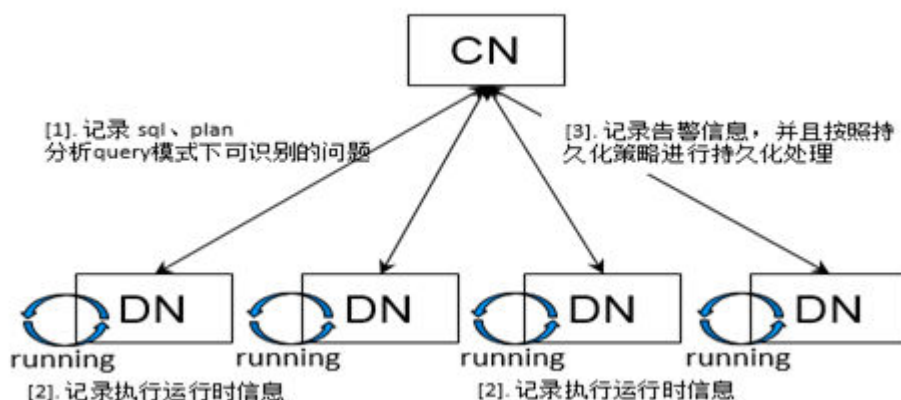 CN
[1]. 记录 sql、plan
分析query模式下可识别的问题
[3]. 记录告警信息，并且按照持
久化策略进行持久化处理
DN
DN
DN
DN
running
running
running
running
[2]. 记录执行运行时信息
[2]. 记录执行运行时信息